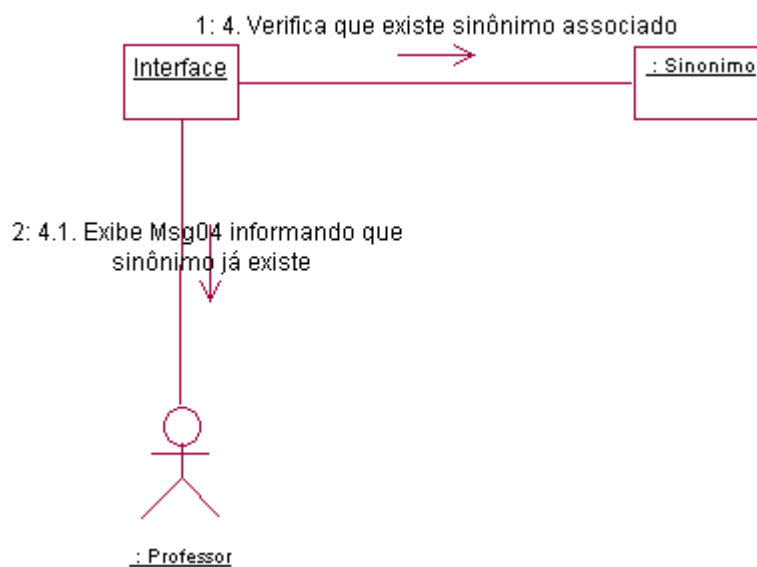 1: 4. Verifica que existe sinônimo associado
Interface
: Sinonimo
2: 4.1. Exibe Msg04 informando que
sinônimo já existe
: Professor